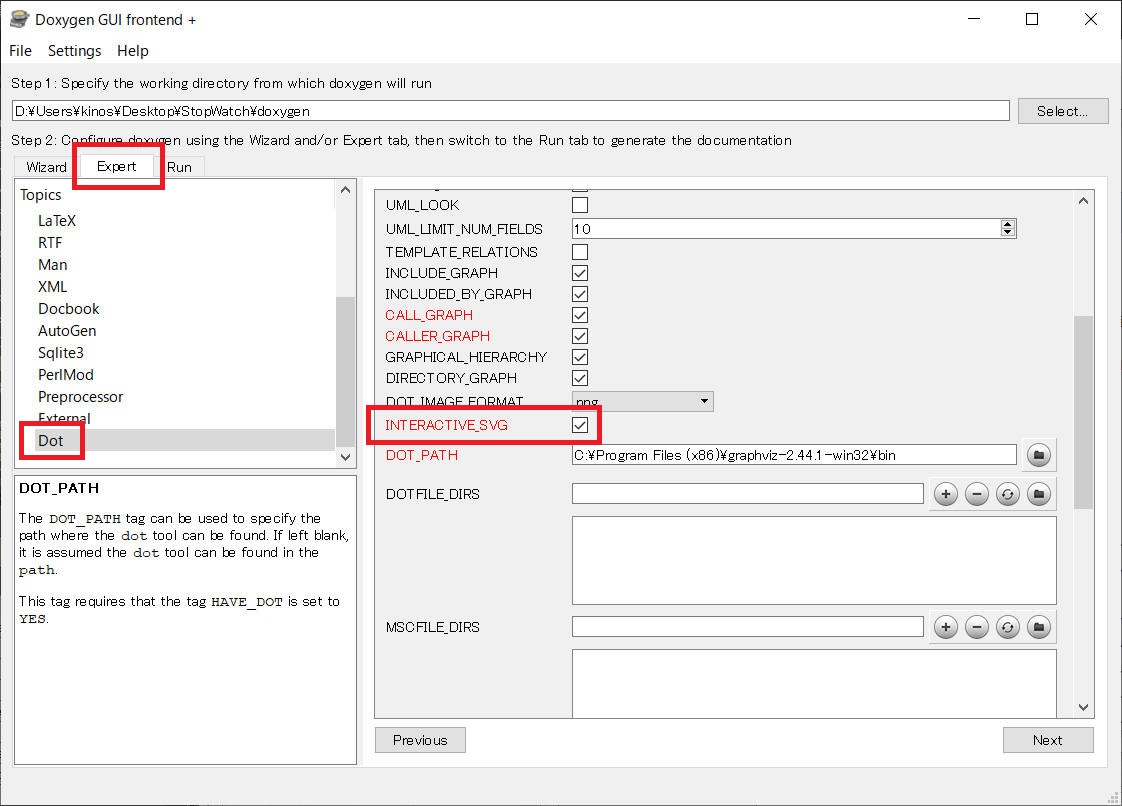 Doxygen GUI frontend +
File Settings Help
Step 1: Specify the working directory from which doxygen will run
D:¥Users¥kinos¥Desktop¥StopWatch¥doxygen
Select...
Step 2: Configure doxygen using the Wizard and/or Expert tab, then switch to the Run tab to generate the documentation
Wizard Expert Run
Topics
LaTeX
RTF
Man
XML
Docbook
AutoGen
Sqlite3
PerlMod
Preprocessor
External
Dot
DOT_PATH
The DOT_PATH tag can be used to specify the
path where the dot tool can be found. If left blank,
it is assumed the dot tool can be found in the
path.
This tag requires that the tag HAVE_DOT is set to
YES.
UML_LOOK
UML_LIMIT_NUM_FIELDS 10
TEMPLATE_RELATIONS
INCLUDE_GRAPH
INCLUDED_BY_GRAPH
CALL_GRAPH
CALLER_GRAPH
GRAPHICAL_HIERARCHY
DIRECTORY_GRAPH
DOT_IMAGE_FORMAT png
INTERACTIVE_SVG
DOT_PATH C:¥Program Files (x86)¥graphviz-2.44.1-win32¥bin
DOTFILE_DIRS
MSCFILE_DIRS
Previous
Next